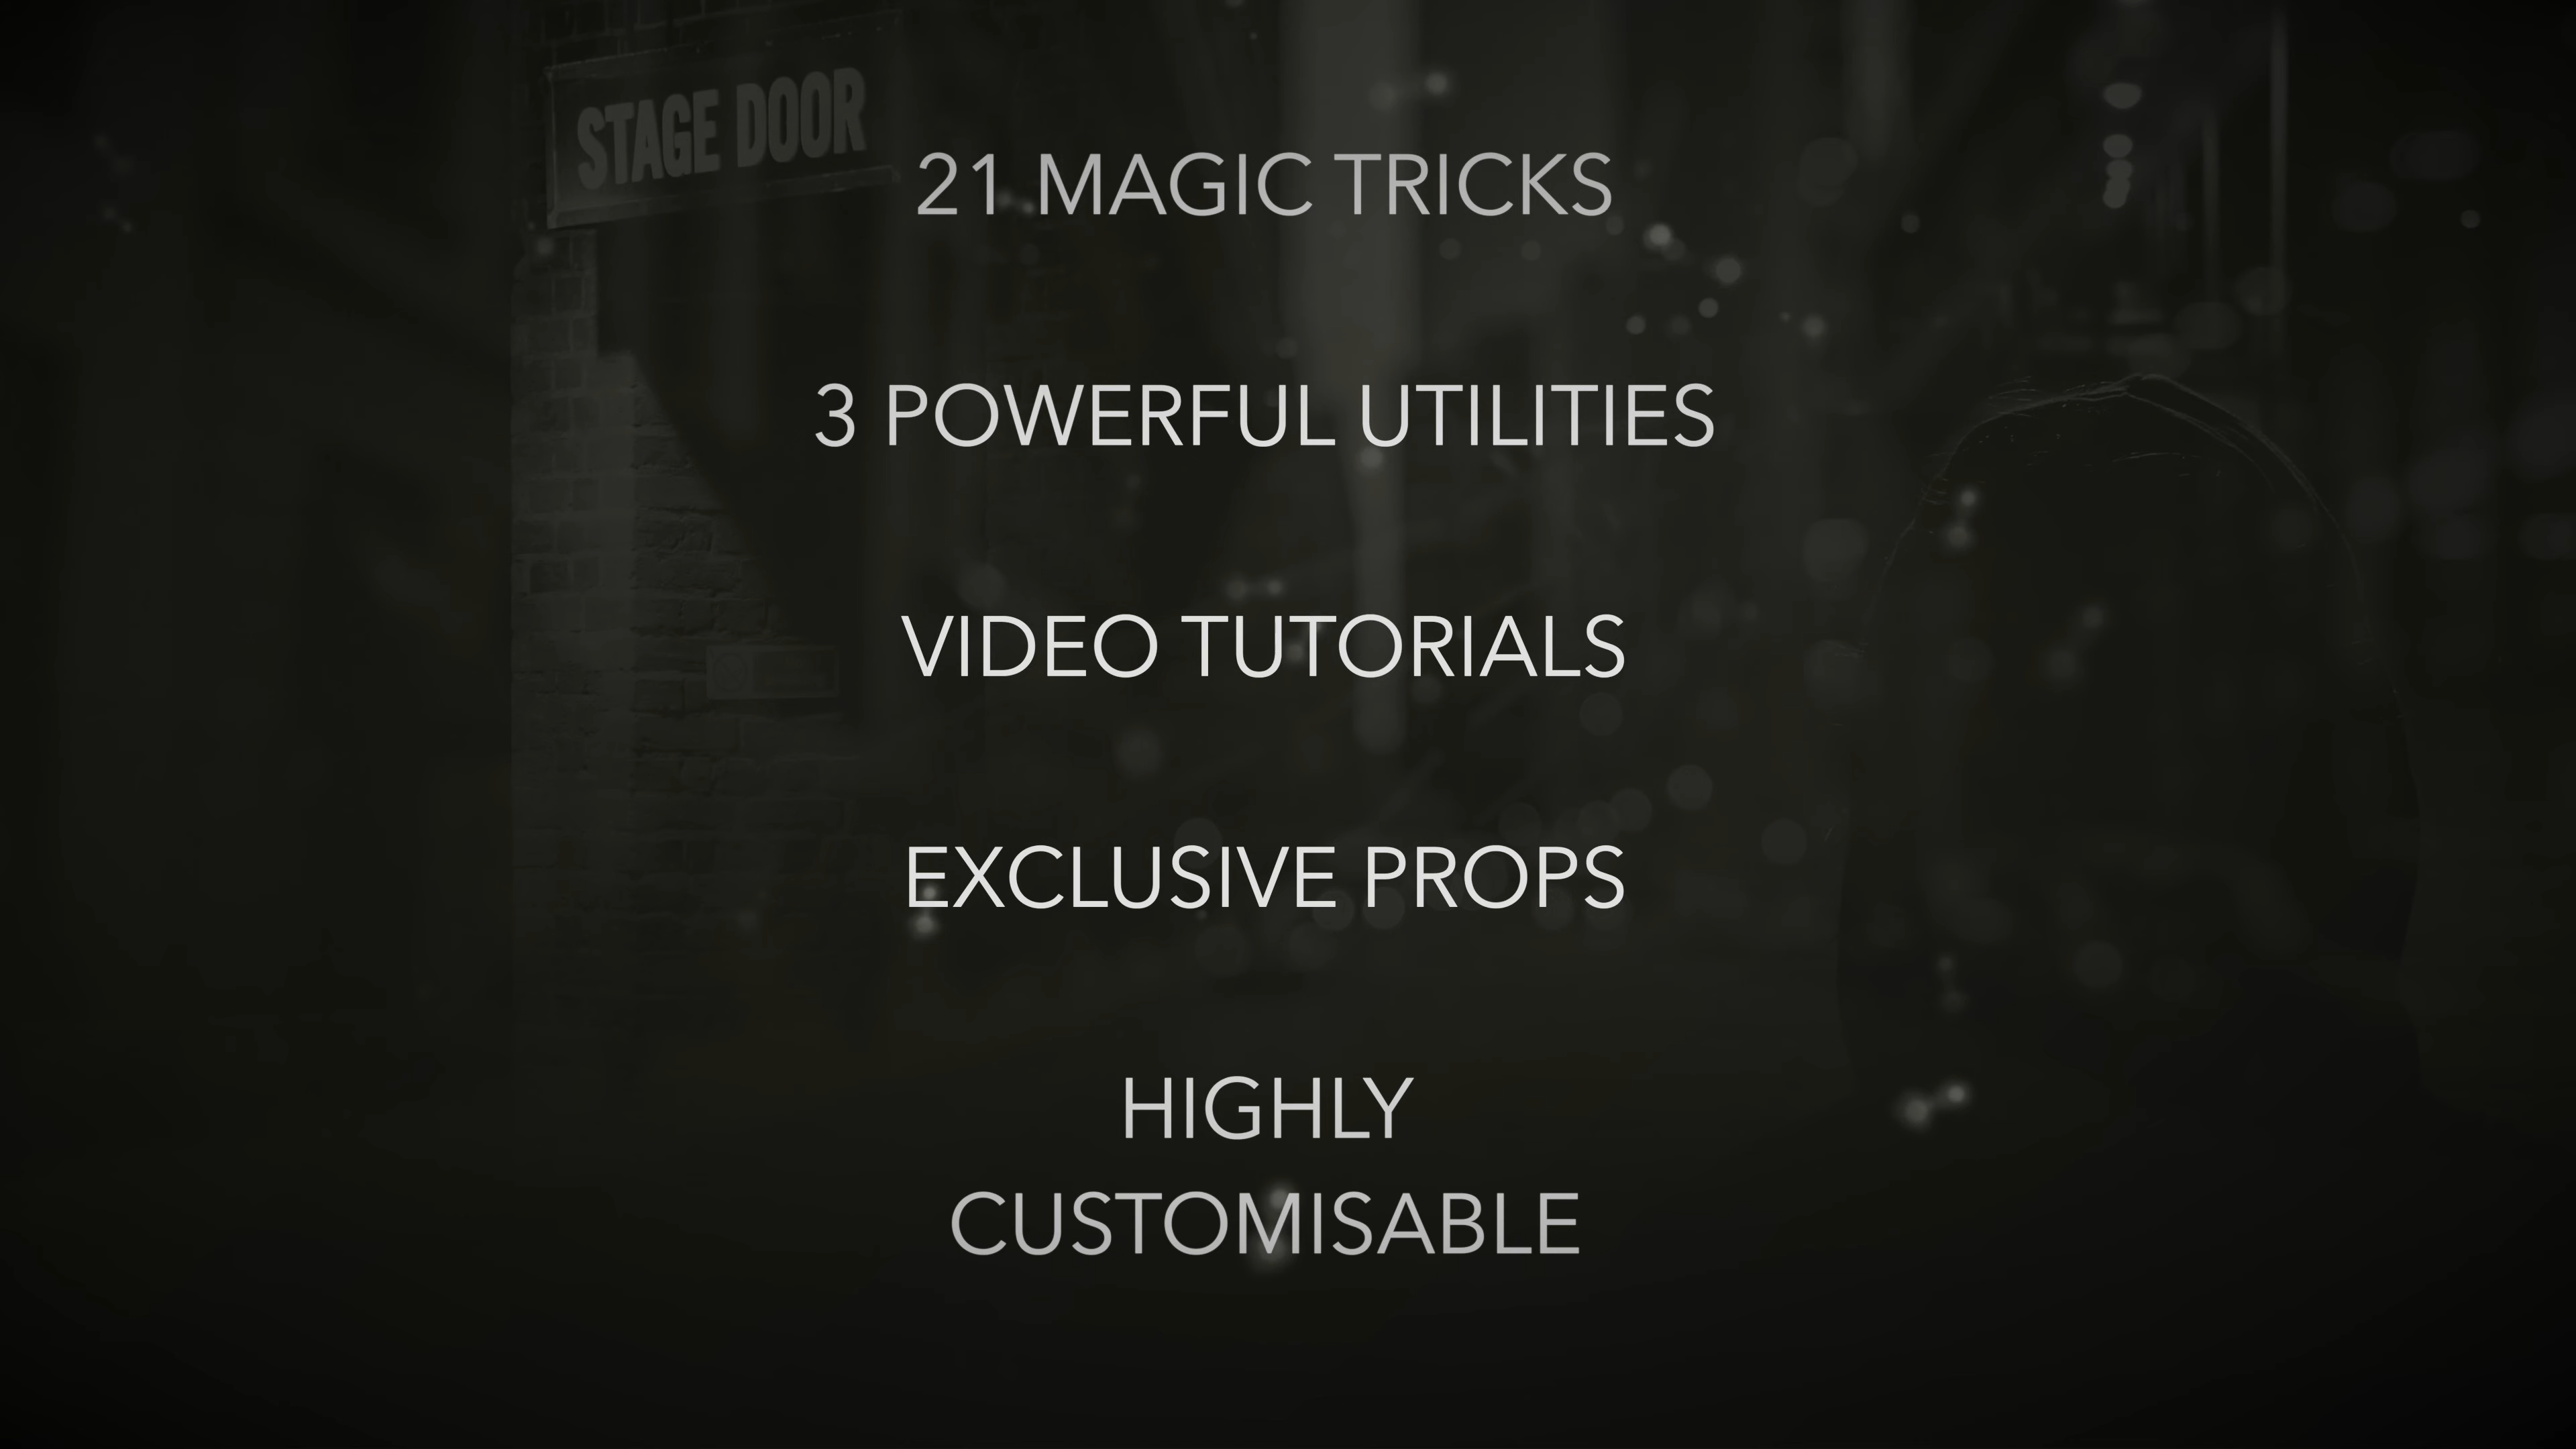 STAGE DOOR
21 MAGIC TRICKS
3 POWERFUL UTILITIES
VIDEO TUTORIALS
EXCLUSIVE PROPS
HIGHLY
CUSTOMISABLE